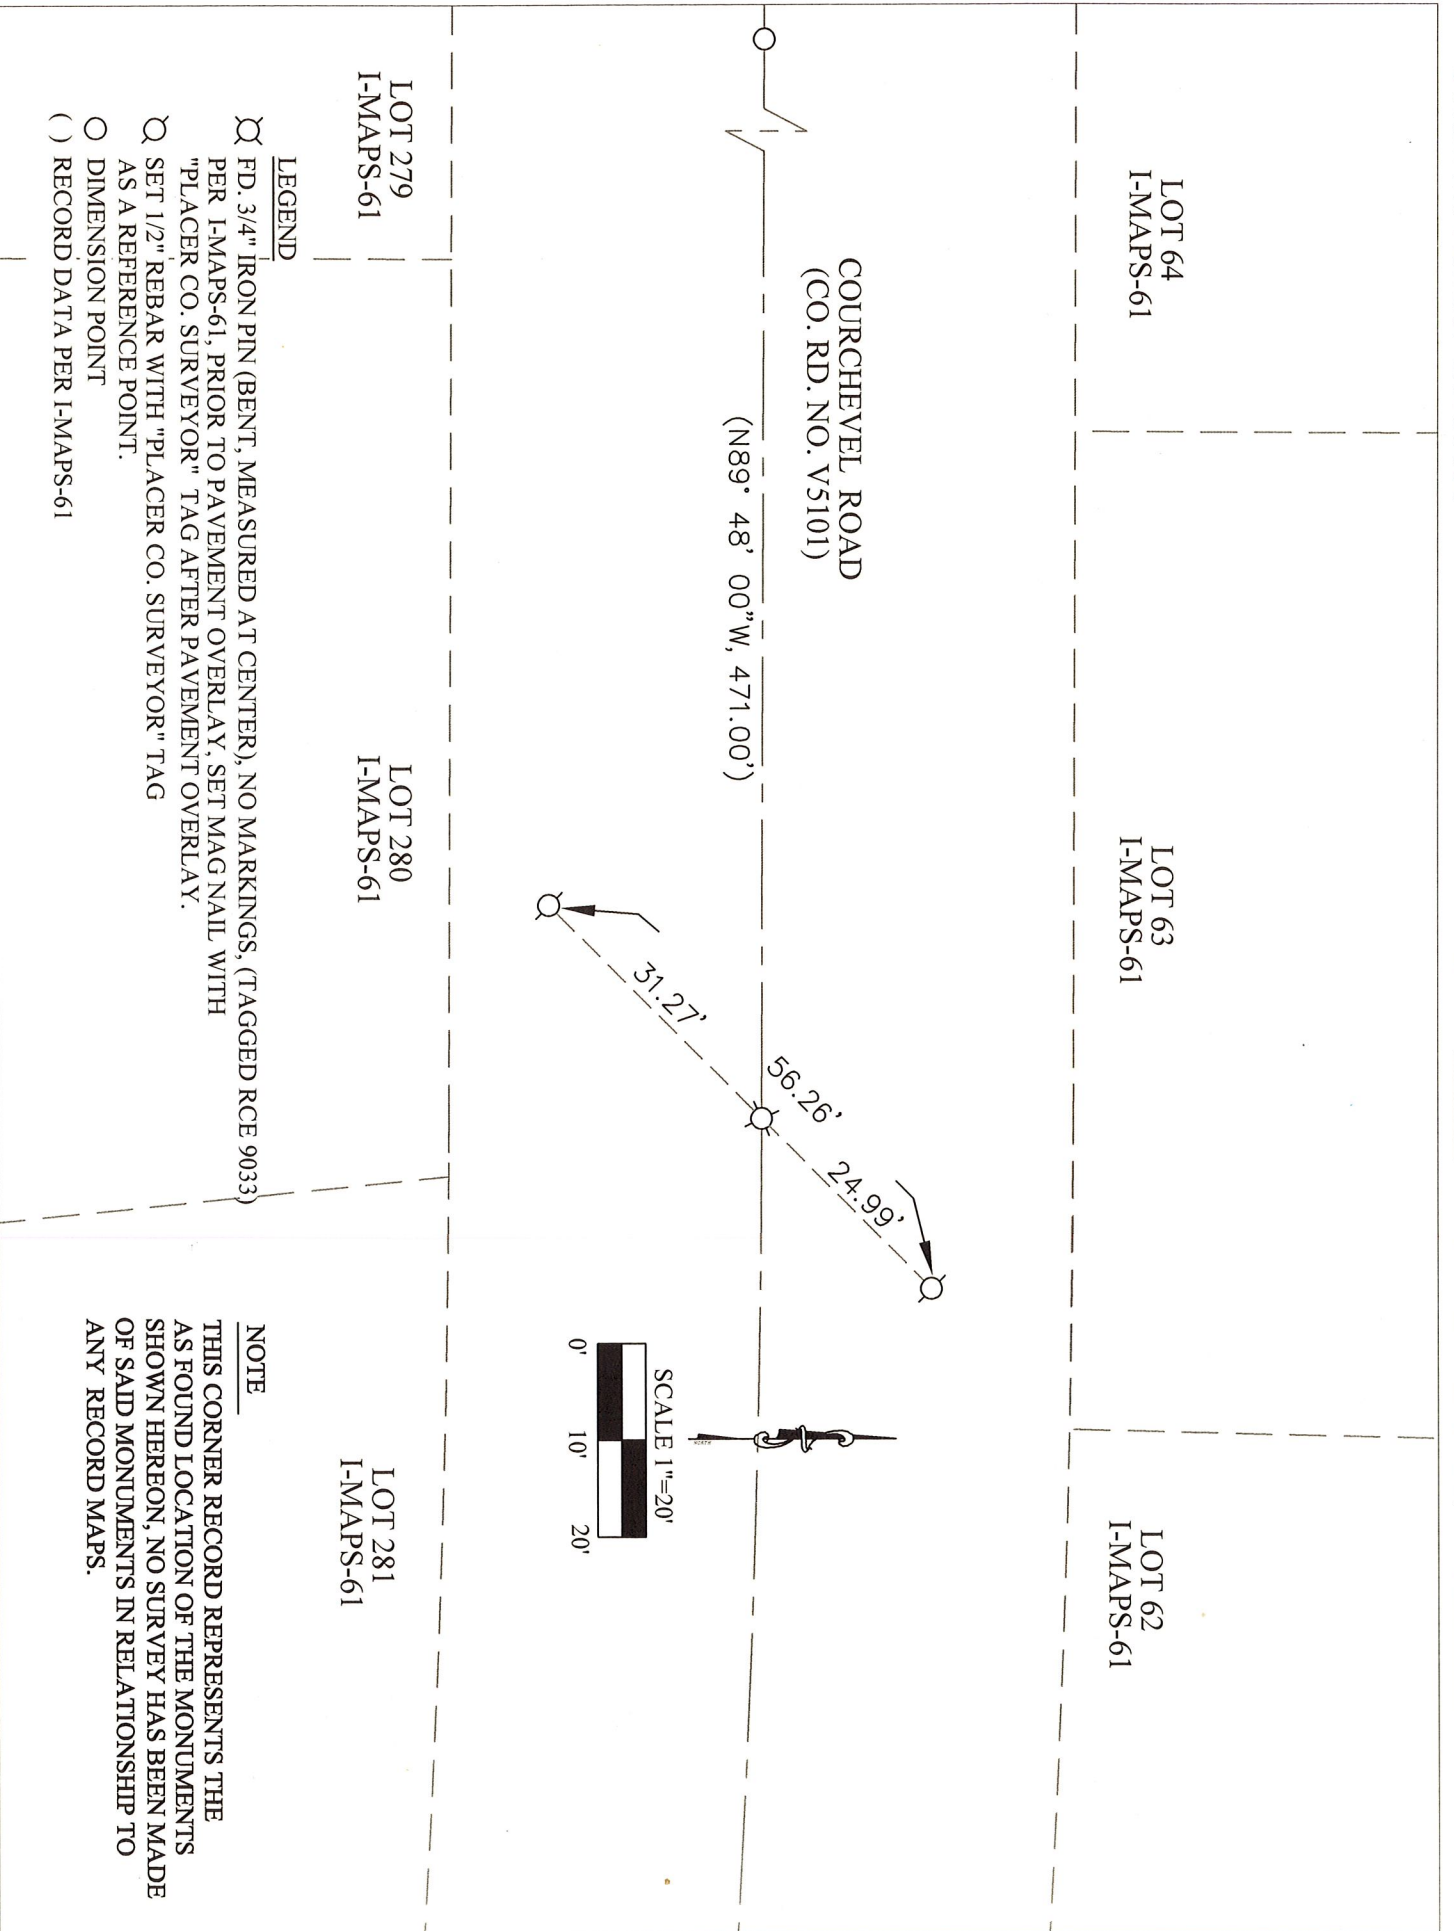 LOT 64
I-MAPS-61
LOT 63
I-MAPS-61
LOT 62
I-MAPS-61
COURCHEVEL ROAD
(CO. RD. NO. V5101)
(N89° 48' 00"W, 471.00')
31.27'
56.26'
24.99'
NORTH
SCALE 1"=20'
0' 10' 20'
LOT 279
I-MAPS-61
LOT 280
I-MAPS-61
LOT 281
I-MAPS-61
LEGEND
FD. 3/4" IRON PIN (BENT, MEASURED AT CENTER), NO MARKINGS, (TAGGED RCE 9033)
PER I-MAPS-61, PRIOR TO PAVEMENT OVERLAY, SET MAG NAIL WITH
"PLACER CO. SURVEYOR" TAG AFTER PAVEMENT OVERLAY.
SET 1/2" REBAR WITH "PLACER CO. SURVEYOR" TAG
AS A REFERENCE POINT.
DIMENSION POINT
( ) RECORD DATA PER I-MAPS-61
NOTE
THIS CORNER RECORD REPRESENTS THE
AS FOUND LOCATION OF THE MONUMENTS
SHOWN HEREON, NO SURVEY HAS BEEN MADE
OF SAID MONUMENTS IN RELATIONSHIP TO
ANY RECORD MAPS.